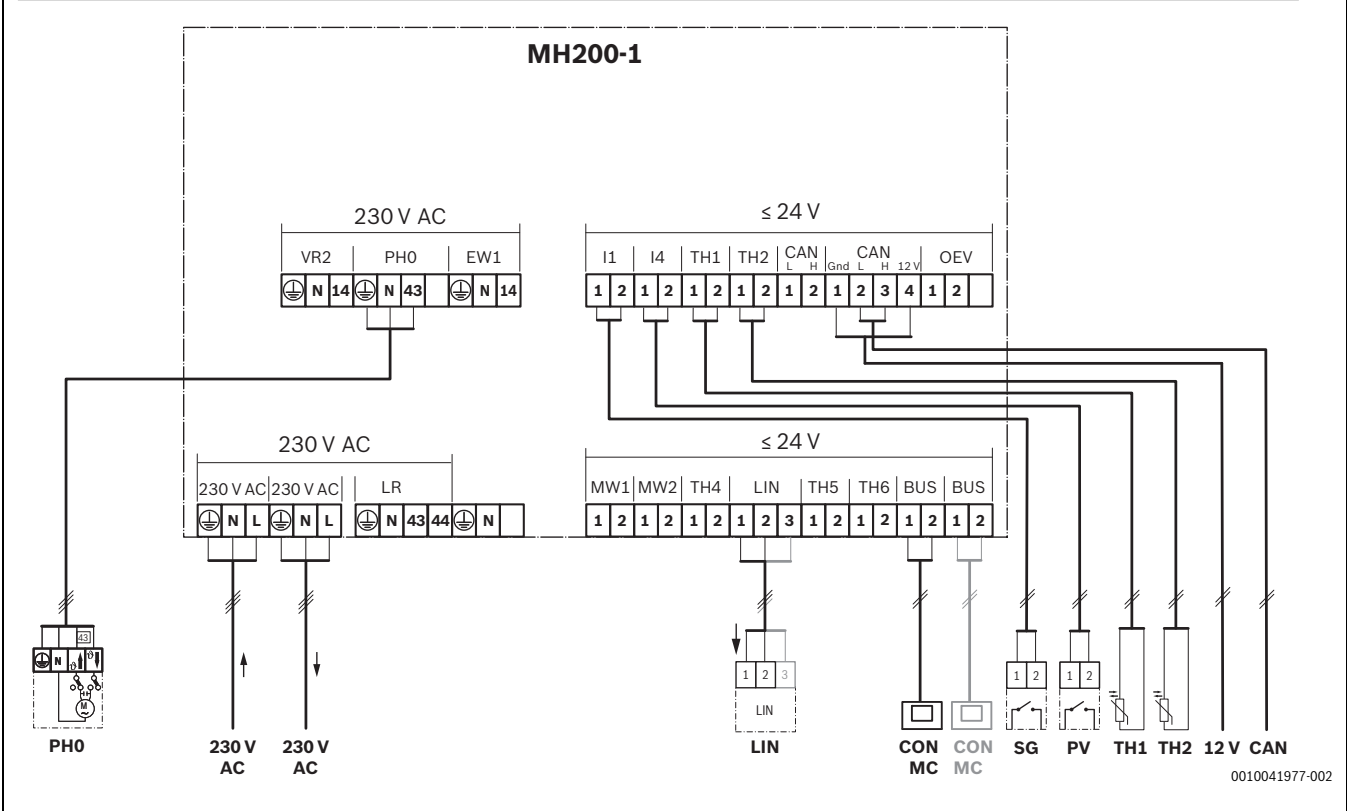 MH200-1
230 V AC
≤ 24 V
VR2 PH0 EW1
I1 I4 TH1 TH2 CAN CAN OEV
L H Gnd L H 12 V
N 14 N 43 N 14
1 2 1 2 1 2 1 2 1 2 1 2 3 4 1 2
230 V AC
≤ 24 V
230 V AC 230 V AC LR
MW1 MW2 TH4 LIN TH5 TH6 BUS BUS
N L N L N 43 44 N
1 2 1 2 1 2 1 2 3 1 2 1 2 1 2 1 2
43
N ϑ ϑ
M
~
1 2 3
LIN
1 2
1 2
PH0
230 V
AC
230 V
AC
LIN
CON
MC
CON
MC
SG
PV
TH1
TH2
12 V
CAN
0010041977-002